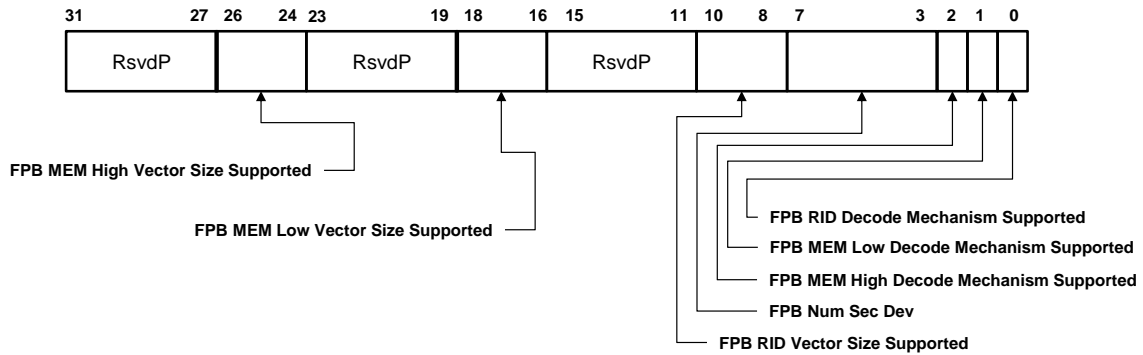 31 27 26 24 23 19 18 16 15 11 10 8 7 3 2 1 0
RsvdP RsvdP RsvdP
FPB MEM High Vector Size Supported
FPB MEM Low Vector Size Supported
FPB RID Decode Mechanism Supported
FPB MEM Low Decode Mechanism Supported
FPB MEM High Decode Mechanism Supported
FPB Num Sec Dev
FPB RID Vector Size Supported